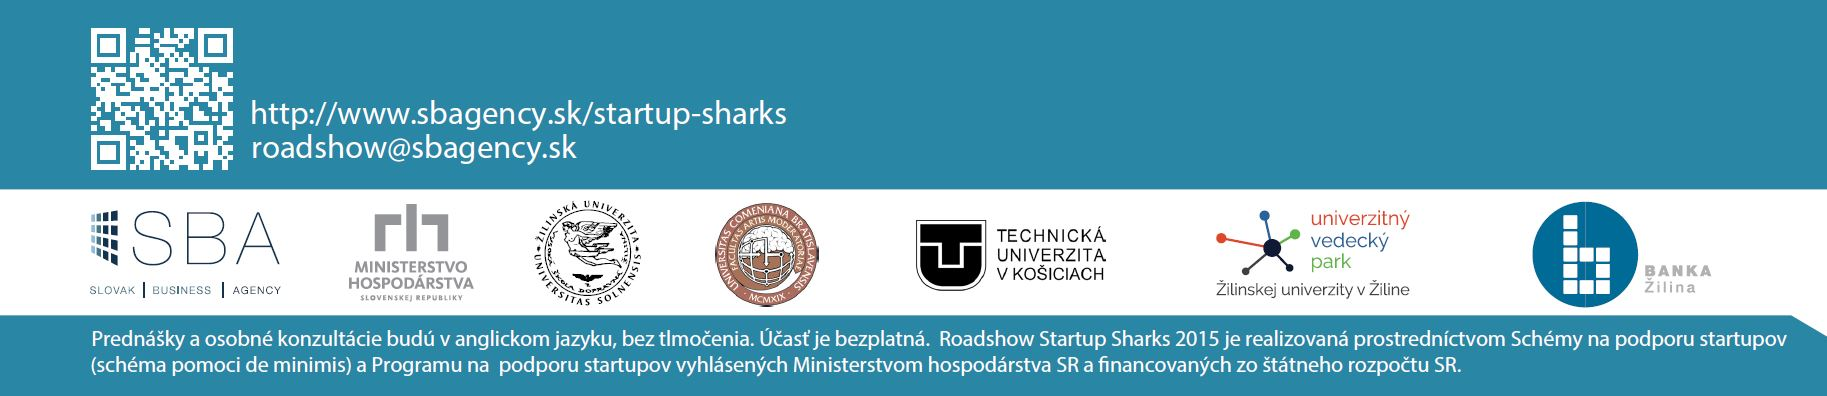 http://www.sbagency.sk/startup-sharks
roadshow@sbagency.sk
SBA
SLOVAK | BUSINESS | AGENCY
MINISTERSTVO
HOSPODÁRSTVA
SLOVENSKEJ REPUBLIKY
ŽILINSKÁ UNIVERZITA
UNIVERSITAS SOLNENSIS
UNIVERSITAS COMENIANA BRATISLAVENSIS
FACULTAS ARTIS MODERATORIAE
MCMXIX
TECHNICKÁ
UNIVERZITA
V KOŠICIACH
univerzitný
vedecký
park
Žilinskej univerzity v Žiline
BANKA
Žilina
Prednášky a osobné konzultácie budú v anglickom jazyku, bez tlmočenia. Účasť je bezplatná. Roadshow Startup Sharks 2015 je realizovaná prostredníctvom Schémy na podporu startupov
(schéma pomoci de minimis) a Programu na podporu startupov vyhlásených Ministerstvom hospodárstva SR a financovaných zo štátneho rozpočtu SR.